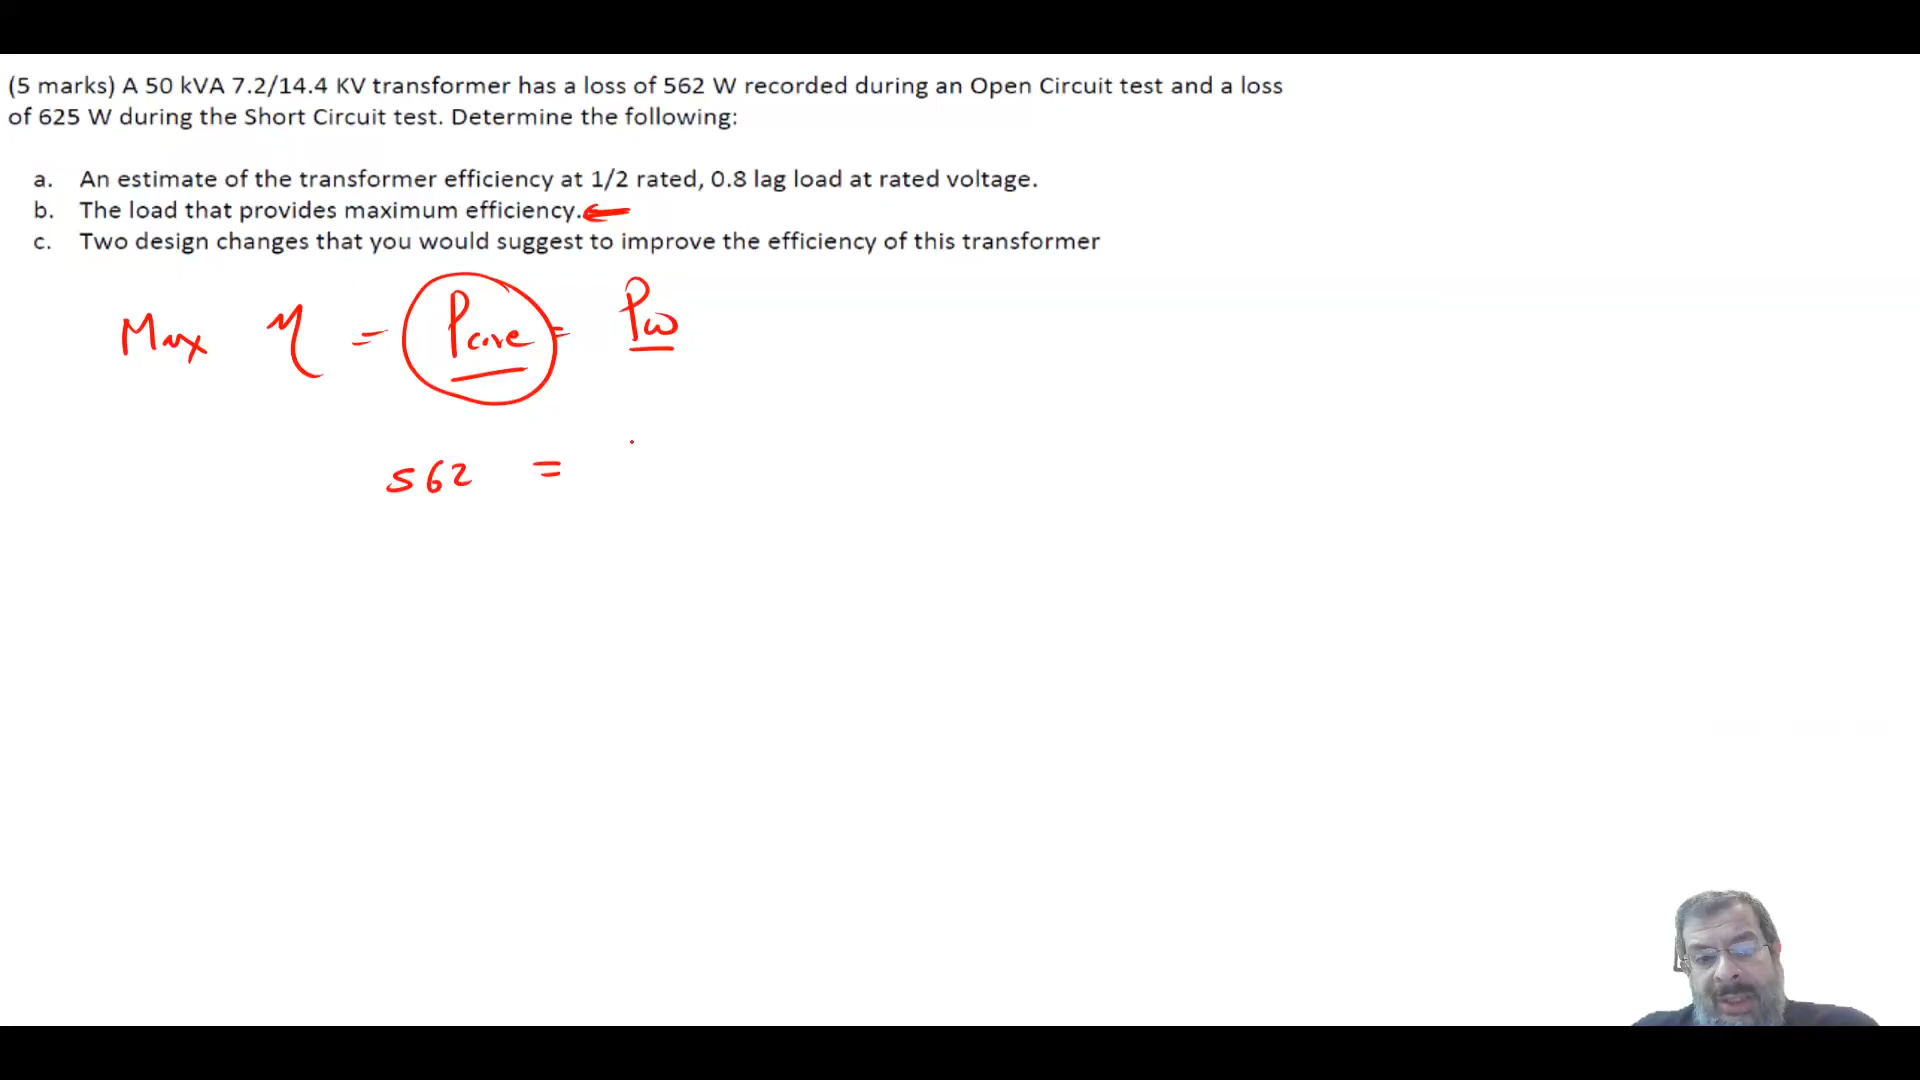 (5 marks) A 50 kVA 7.2/14.4 KV transformer has a loss of 562 W recorded during an Open Circuit test and a loss
of 625 W during the Short Circuit test. Determine the following:
a. An estimate of the transformer efficiency at 1/2 rated, 0.8 lag load at rated voltage.
b. The load that provides maximum efficiency.
c. Two design changes that you would suggest to improve the efficiency of this transformer
Max η = Pcore = Pω
562 =